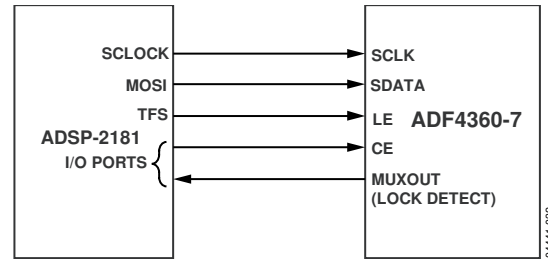 SCLOCK
MOSI
TFS
ADSP-2181
I/O PORTS
SCLK
SDATA
LE
ADF4360-7
CE
MUXOUT
(LOCK DETECT)